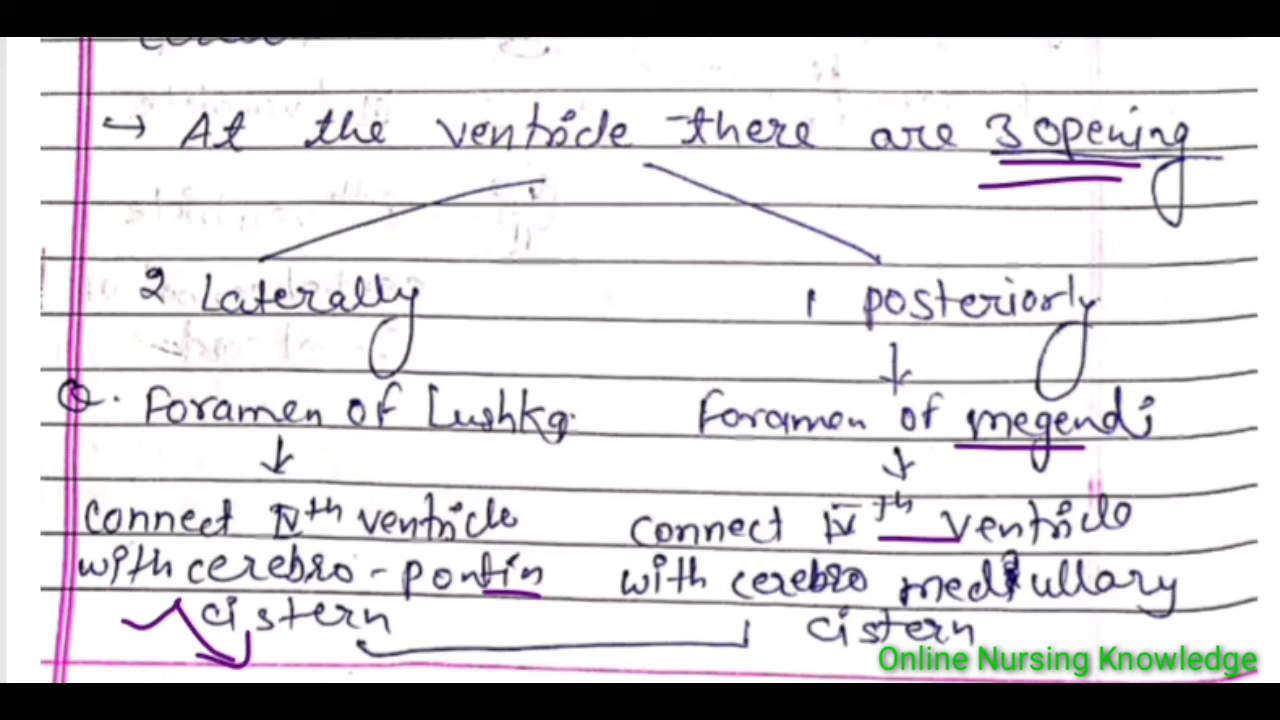 → At the ventricle there are 3 opening
2 Laterally 1 posteriorly
Q. Foramen of Lushka. Foramen of megendi
Connect IVth ventricle Connect IVth Ventricle
with cerebro-pontin with cerebro medullary
cistern cistern
Online Nursing Knowledge